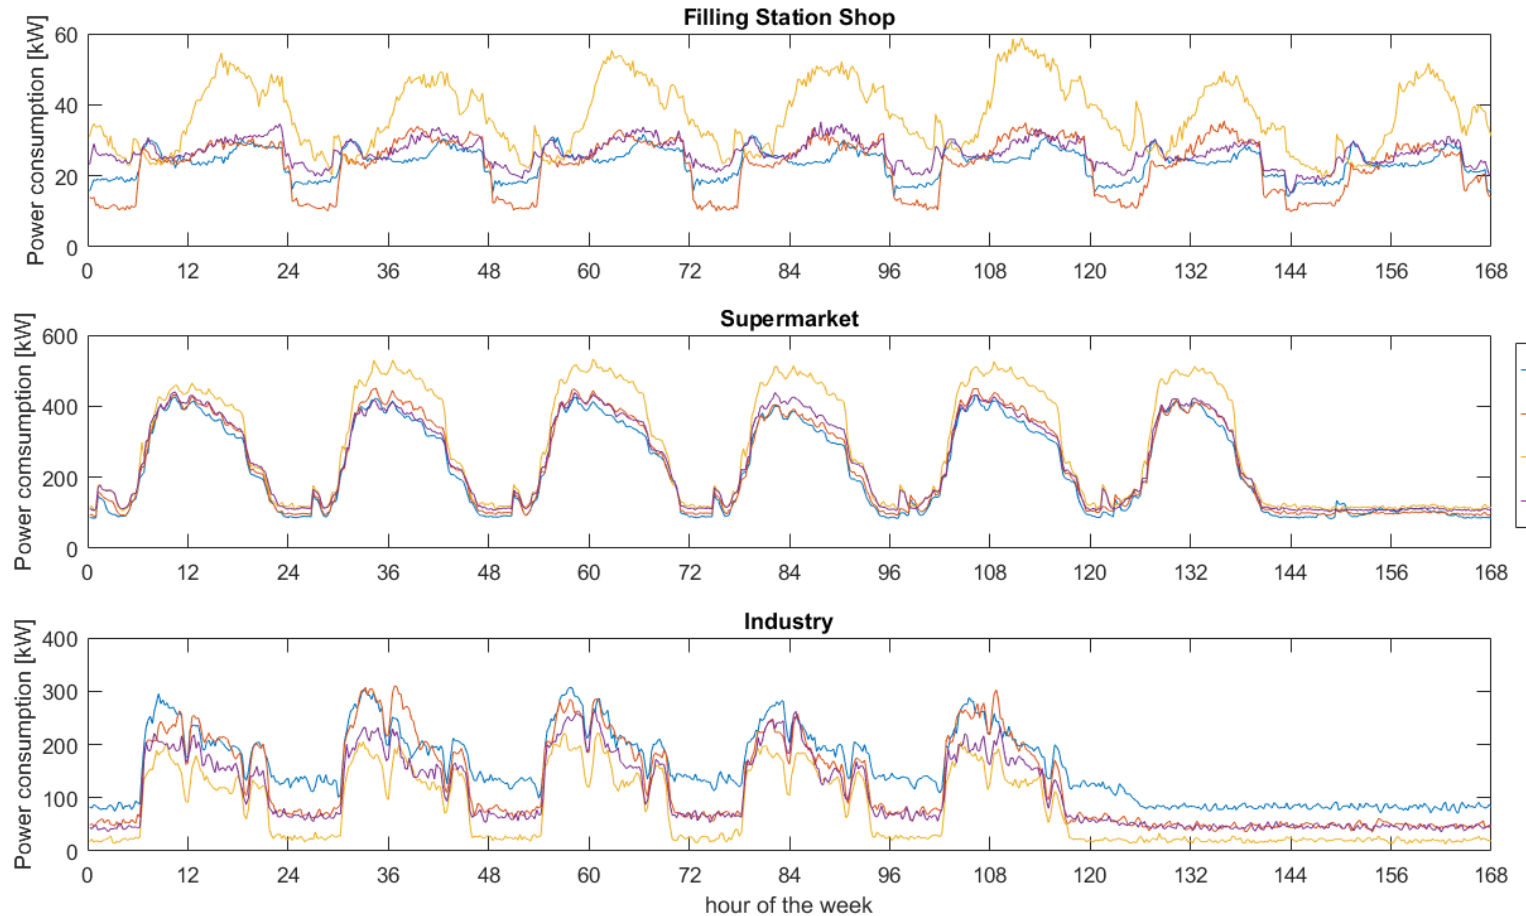 Filling Station Shop
Power consumption [kW]
60
40
20
0
0 12 24 36 48 60 72 84 96 108 120 132 144 156 168
Supermarket
Power comsumption [kW]
600
400
200
0
0 12 24 36 48 60 72 84 96 108 120 132 144 156 168
Industry
Power consumption [kW]
400
300
200
100
0
0 12 24 36 48 60 72 84 96 108 120 132 144 156 168
hour of the week